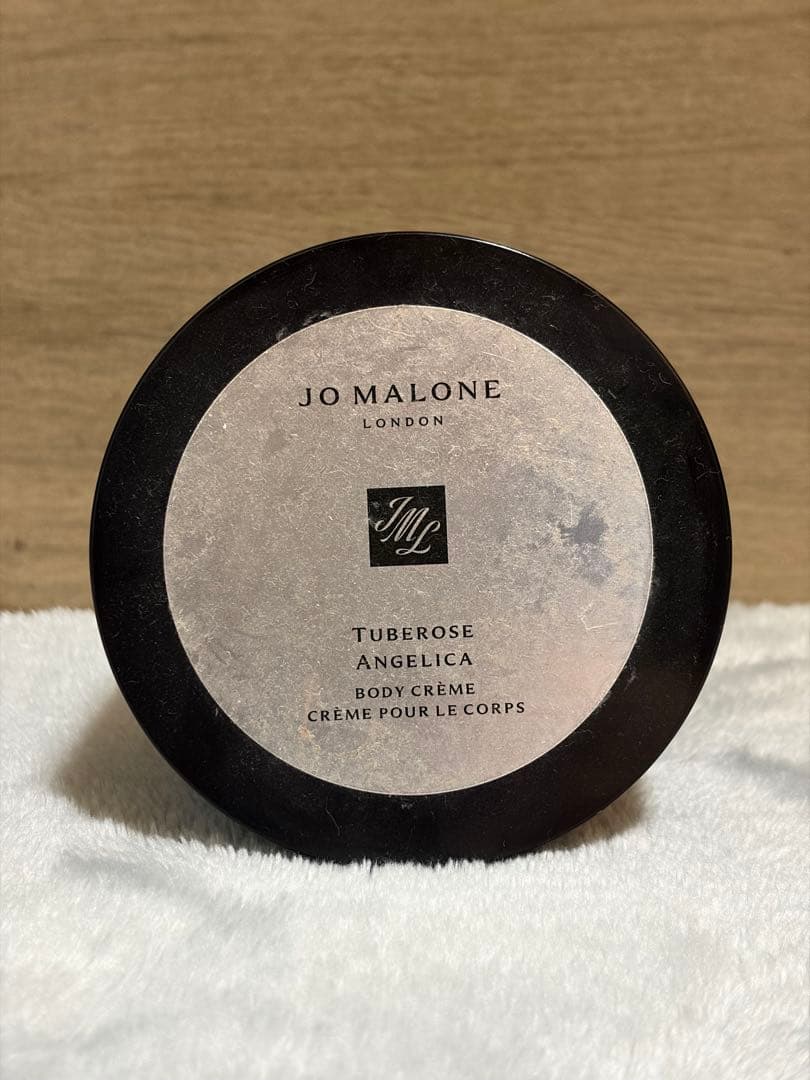 JO MALONE
LONDON
JML
TUBEROSE
ANGELICA
BODY CRÈME
CRÈME POUR LE CORPS